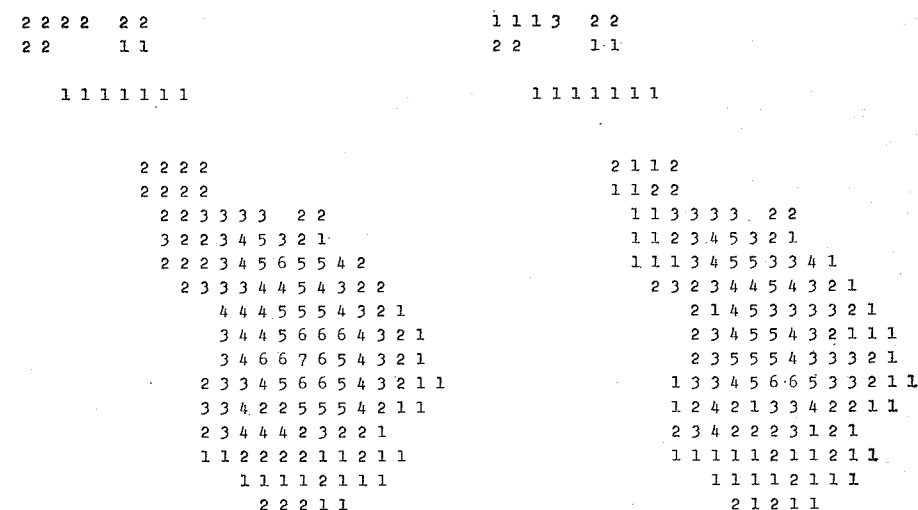 2 2 2 2 2 2 1 1 1 3 2 2
2 2 1 1 2 2 1 1
1 1 1 1 1 1 1 1 1 1 1 1 1 1
2 2 2 2 2 1 1 2
2 2 2 2 1 1 2 2
2 2 3 3 3 3 2 2 1 1 3 3 3 3 2 2
3 2 2 3 4 5 3 2 1 1 1 2 3 4 5 3 2 1
2 2 2 3 4 5 6 5 5 4 2 1 1 1 3 4 5 5 3 3 4 1
2 3 3 3 4 4 5 4 3 2 2 2 3 2 3 4 4 5 4 3 2 1
4 4 4 5 5 5 4 3 2 1 2 1 4 5 3 3 3 3 2 1
3 4 4 5 6 6 6 4 3 2 1 2 3 4 5 5 4 3 2 1 1 1
3 4 6 6 7 6 5 4 3 2 1 2 3 5 5 5 4 3 3 3 2 1
2 3 3 4 5 6 6 5 4 3 2 1 1 1 3 3 4 5 6 6 5 3 3 2 1 1
3 3 4 2 2 5 5 5 4 2 1 1 1 2 4 2 1 3 3 4 2 2 1 1
2 3 4 4 4 2 3 2 2 1 2 3 4 2 2 2 3 1 2 1
1 1 2 2 2 2 1 1 2 1 1 1 1 1 1 1 2 1 1 2 1 1
1 1 1 1 2 1 1 1 1 1 1 1 2 1 1 1
2 2 2 1 1 2 1 2 1 1